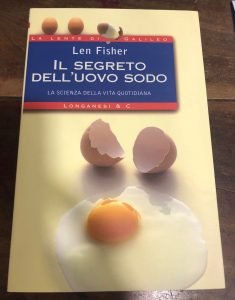 LA LENTE DI GALILEO
Len Fisher
IL SEGRETO
DELL'UOVO SODO
LA SCIENZA DELLA VITA QUOTIDIANA
LONGANESI & C.